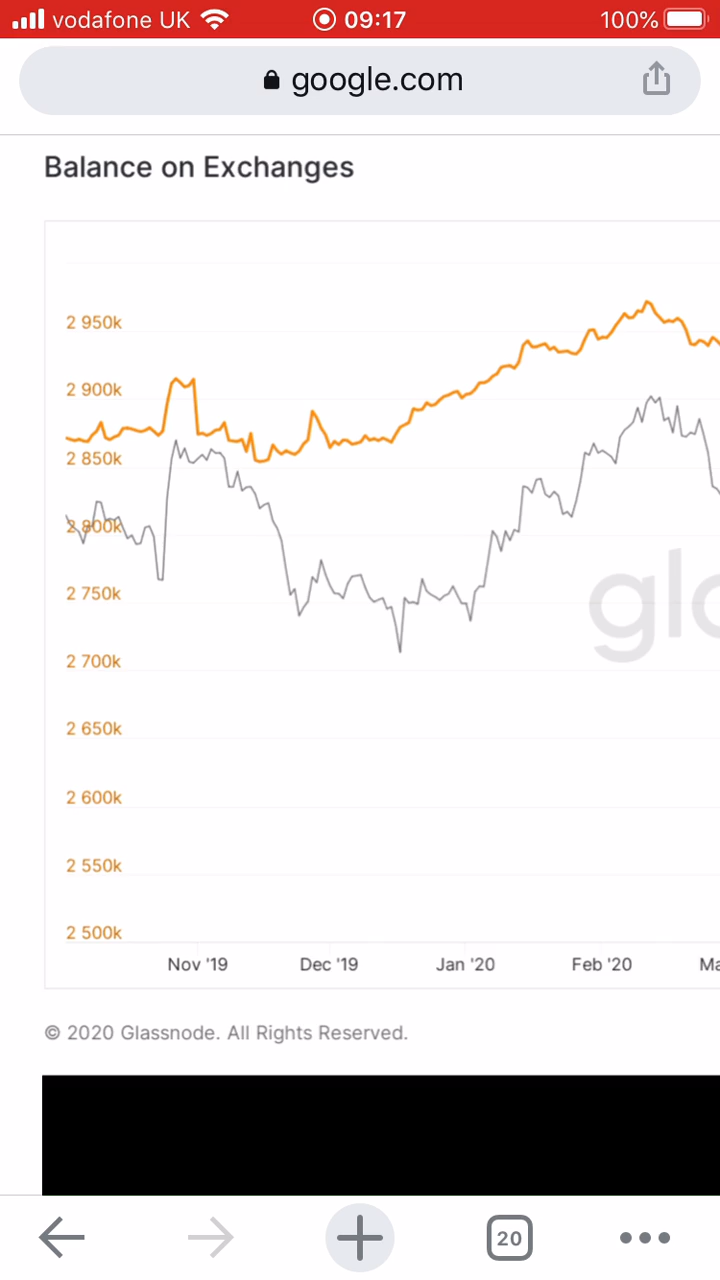 vodafone UK 09:17 100%
google.com
Balance on Exchanges
2 950k
2 900k
2 850k
2 800k
2 750k
2 700k
2 650k
2 600k
2 550k
2 500k
Nov '19 Dec '19 Jan '20 Feb '20
© 2020 Glassnode. All Rights Reserved.
20